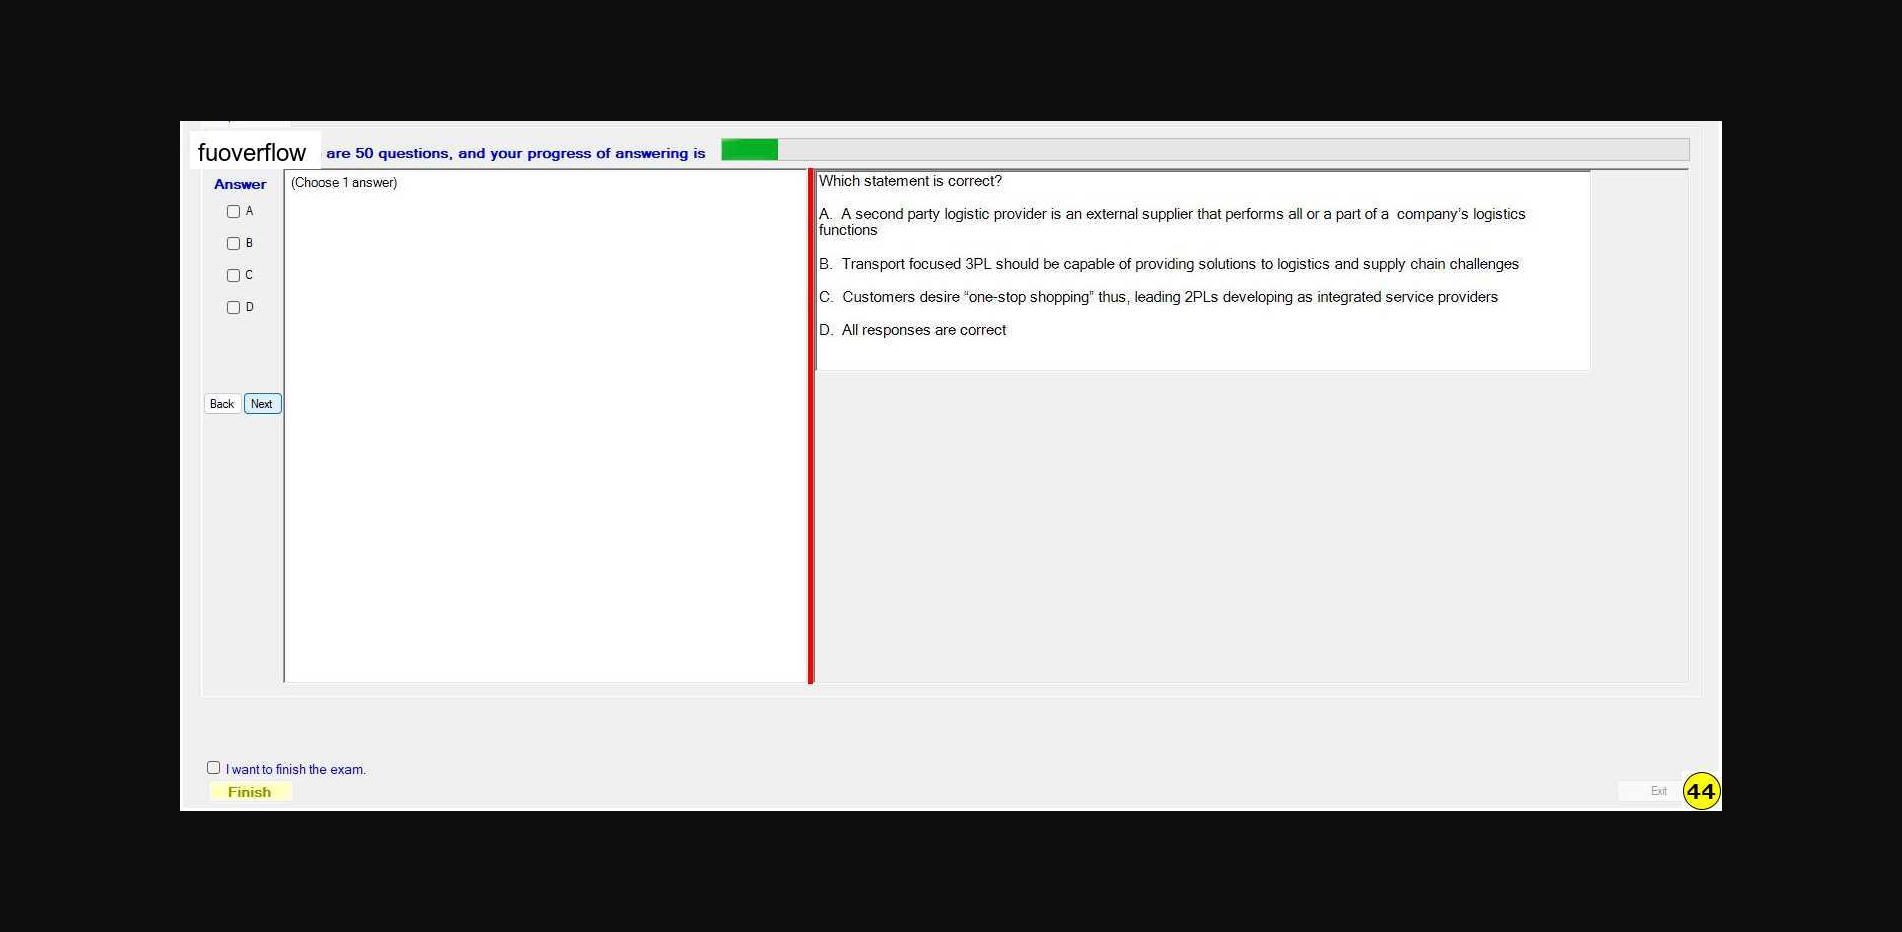 fuoverflow are 50 questions, and your progress of answering is
Answer
A
B
C
D
Back Next
(Choose 1 answer)
Which statement is correct?
A. A second party logistic provider is an external supplier that performs all or a part of a company’s logistics
functions
B. Transport focused 3PL should be capable of providing solutions to logistics and supply chain challenges
C. Customers desire “one-stop shopping” thus, leading 2PLs developing as integrated service providers
D. All responses are correct
I want to finish the exam.
Finish
Exit
44